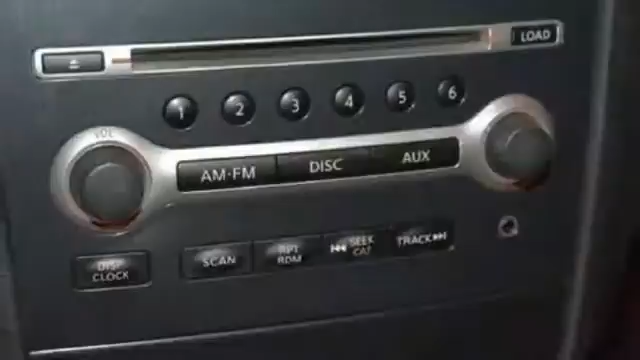 LOAD
1 2 3 4 5 6
VOL
AM·FM DISC AUX
DISP
CLOCK
SCAN
RPT
RDM
SEEK
CAT
TRACK